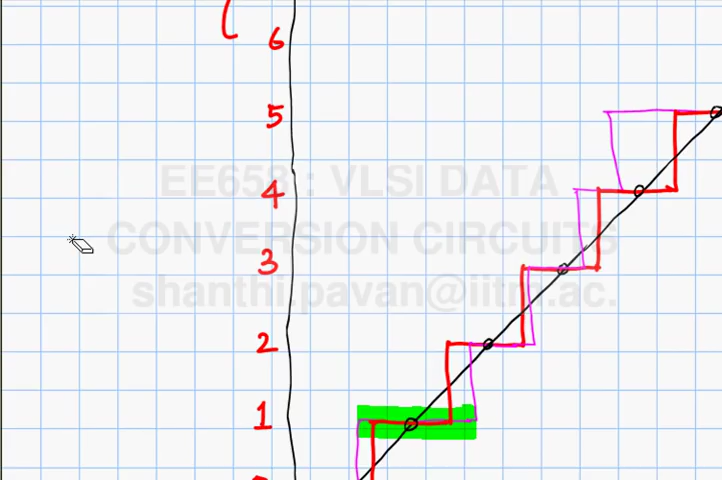 6
5
EE658 : VLSI DATA
4
CONVERSION CIRCUITS
3
shanthi.pavan@iitm.ac.
2
1